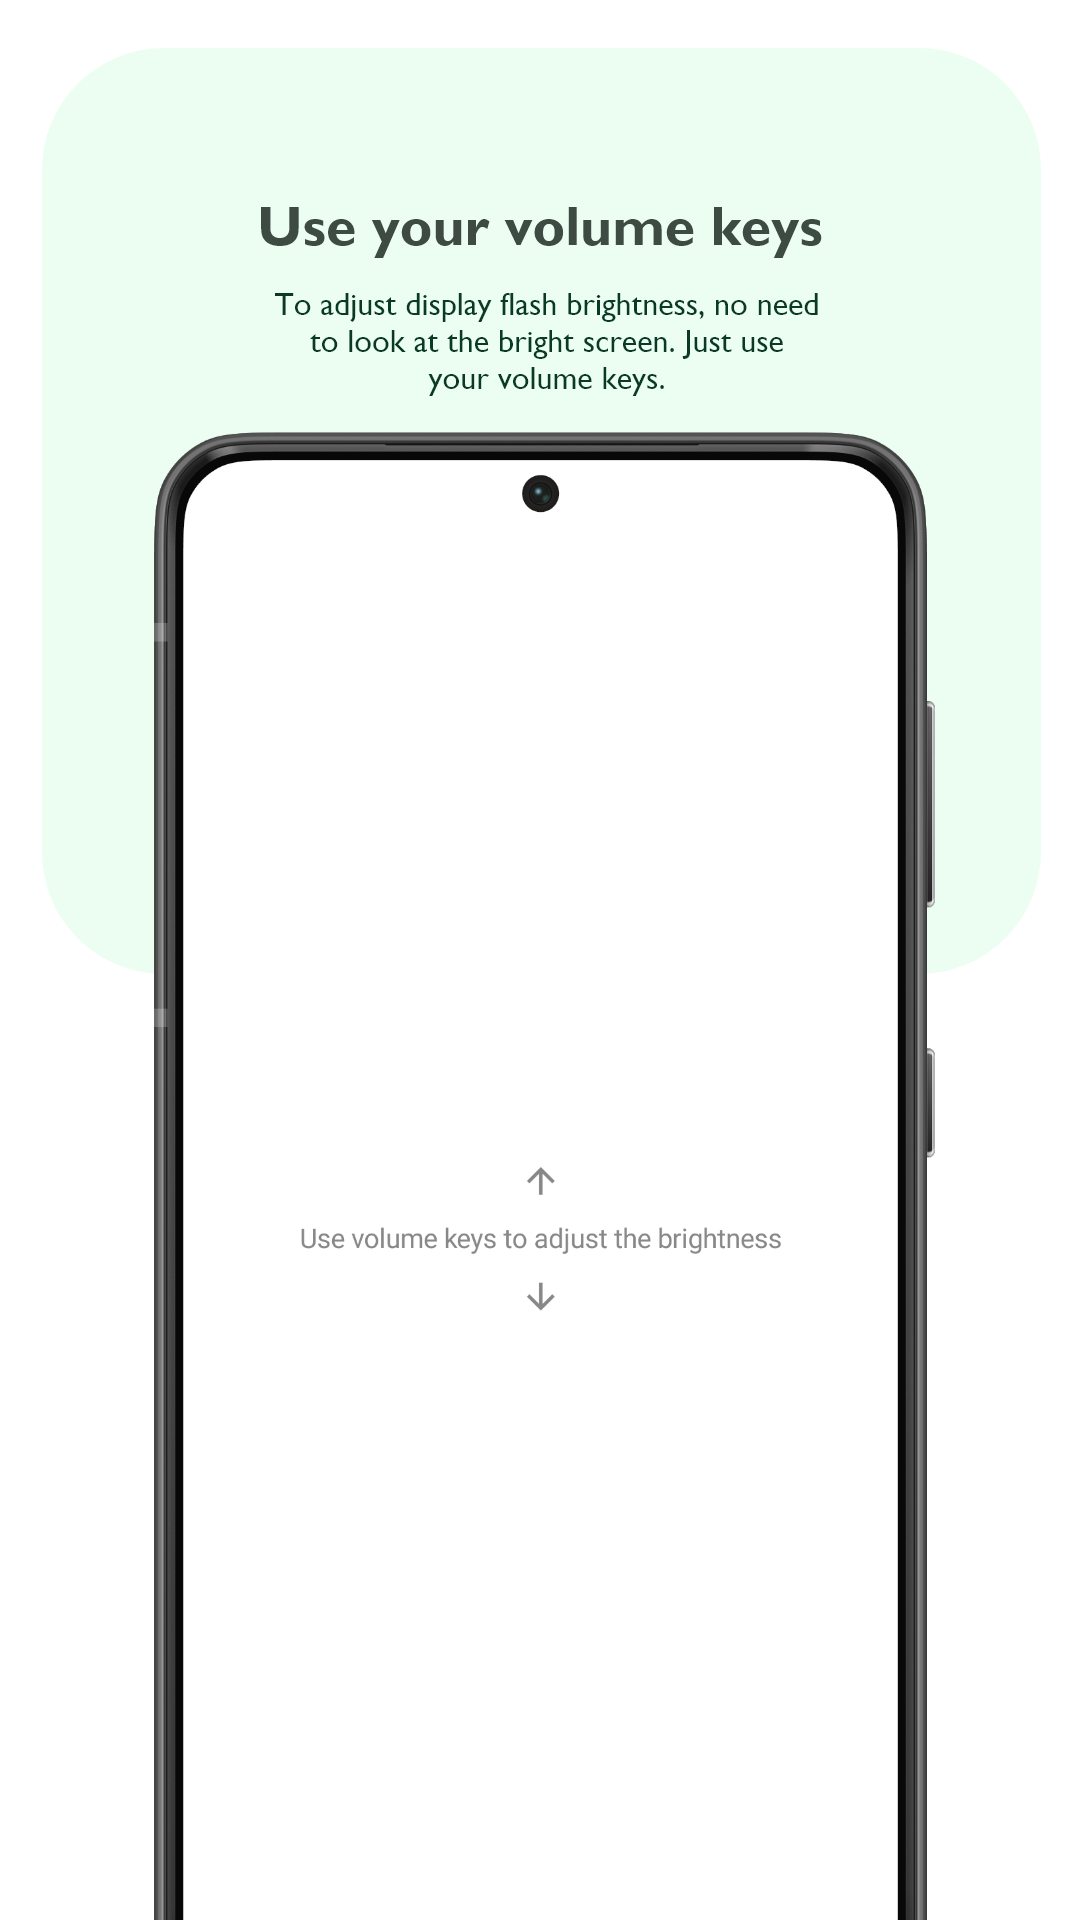 Use your volume keys
To adjust display flash brightness, no need
to look at the bright screen. Just use
your volume keys.
Use volume keys to adjust the brightness